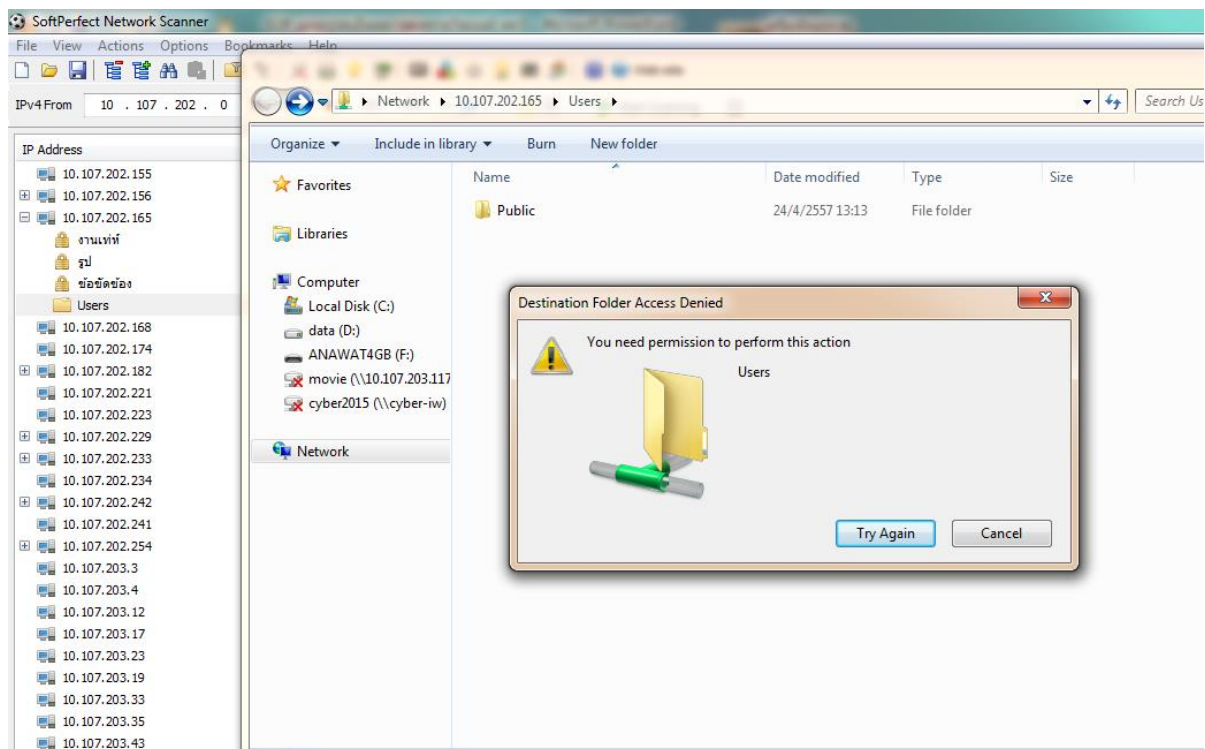 SoftPerfect Network Scanner
File View Actions Options Bookmarks Help
IPv4 From 10 . 107 . 202 . 0
IP Address
10.107.202.155
10.107.202.156
10.107.202.165
งานเท่ห์
รูป
ข้อขัดข้อง
Users
10.107.202.168
10.107.202.174
10.107.202.182
10.107.202.221
10.107.202.223
10.107.202.229
10.107.202.233
10.107.202.234
10.107.202.242
10.107.202.241
10.107.202.254
10.107.203.3
10.107.203.4
10.107.203.12
10.107.203.17
10.107.203.23
10.107.203.19
10.107.203.33
10.107.203.35
10.107.203.43
Network 10.107.202.165 Users
Search Us
Organize Include in library Burn New folder
Favorites
Libraries
Computer
Local Disk (C:)
data (D:)
ANAWAT4GB (F:)
movie (\\10.107.203.117
cyber2015 (\\cyber-iw)
Network
Name Date modified Type Size
Public 24/4/2557 13:13 File folder
Destination Folder Access Denied
You need permission to perform this action
Users
Try Again Cancel